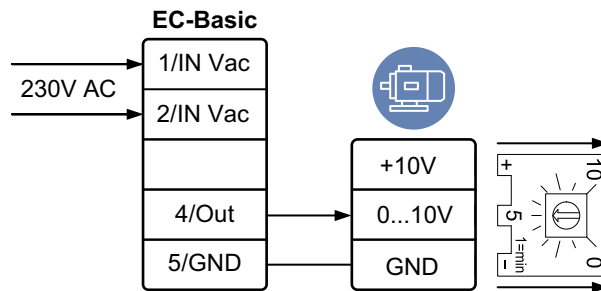 EC-Basic
1/IN Vac
230V AC
2/IN Vac
+10V
4/Out
0...10V
5/GND
GND
+ 5 -
1=min
10
0